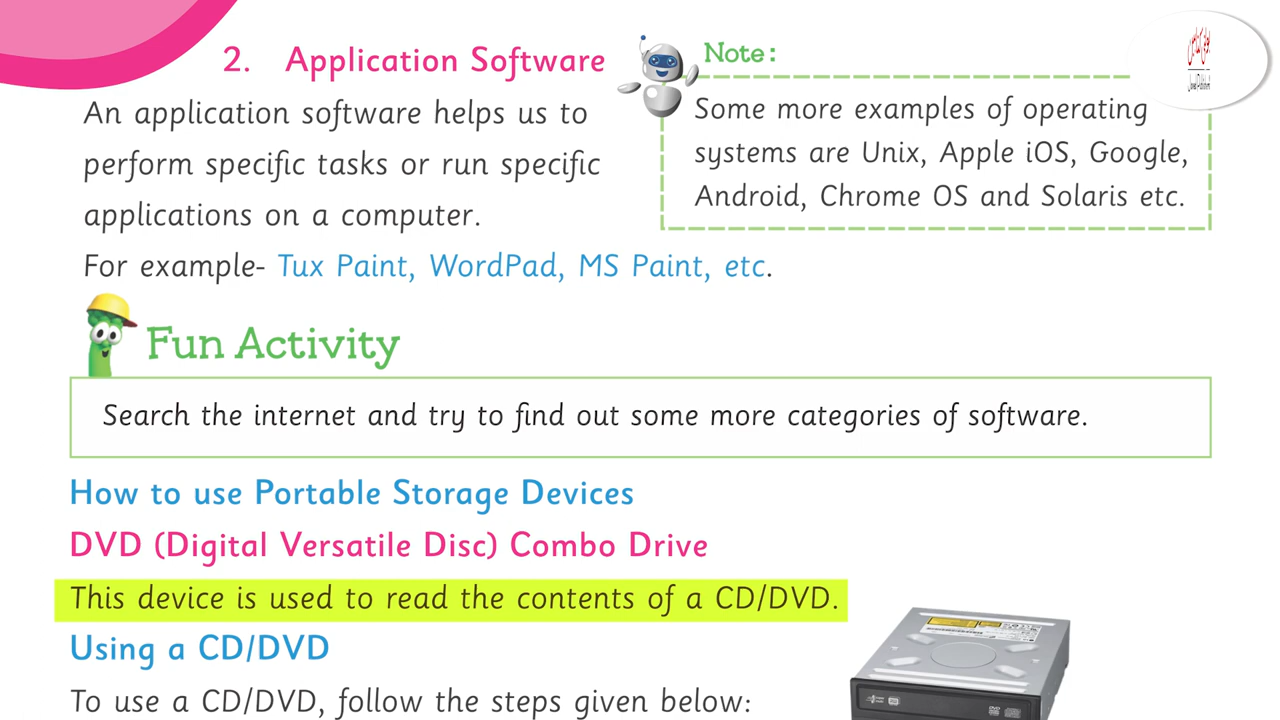 2. Application Software
An application software helps us to
perform specific tasks or run specific
applications on a computer.
For example- Tux Paint, WordPad, MS Paint, etc.
Note:
Some more examples of operating
systems are Unix, Apple iOS, Google,
Android, Chrome OS and Solaris etc.
Fun Activity
Search the internet and try to find out some more categories of software.
How to use Portable Storage Devices
DVD (Digital Versatile Disc) Combo Drive
This device is used to read the contents of a CD/DVD.
Using a CD/DVD
To use a CD/DVD, follow the steps given below: